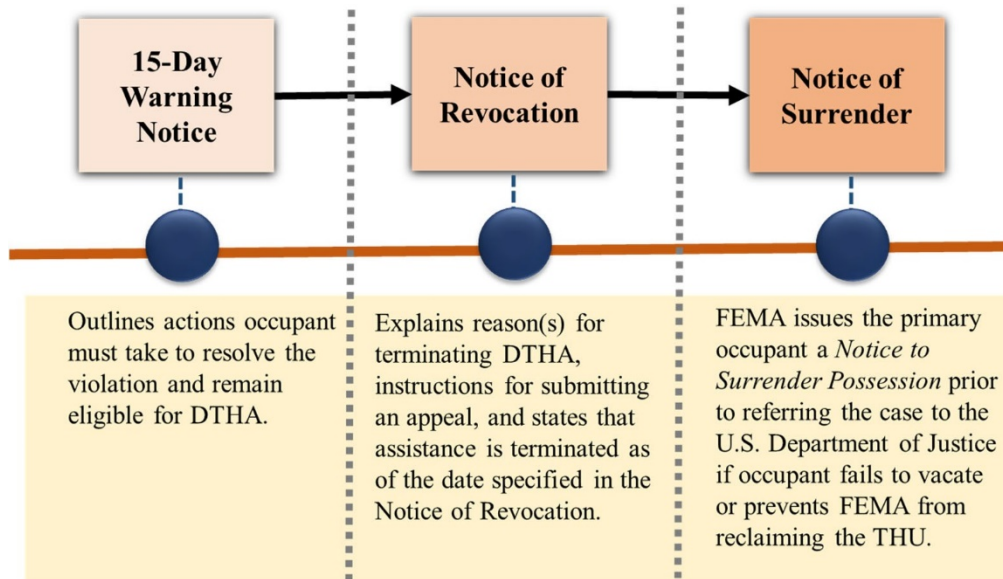 15-Day
Warning
Notice
Notice of
Revocation
Notice of
Surrender
Outlines actions occupant
must take to resolve the
violation and remain
eligible for DTHA.
Explains reason(s) for
terminating DTHA,
instructions for submitting
an appeal, and states that
assistance is terminated as
of the date specified in the
Notice of Revocation.
FEMA issues the primary
occupant a Notice to
Surrender Possession prior
to referring the case to the
U.S. Department of Justice
if occupant fails to vacate
or prevents FEMA from
reclaiming the THU.